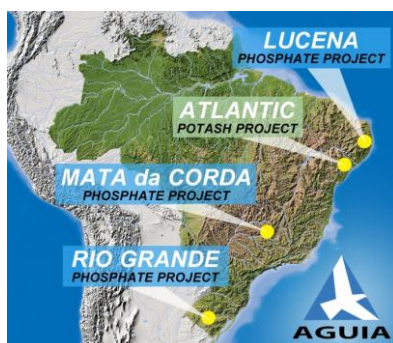 LUCENA
PHOSPHATE PROJECT
ATLANTIC
POTASH PROJECT
MATA da CORDA
PHOSPHATE PROJECT
RIO GRANDE
PHOSPHATE PROJECT
AGUIA